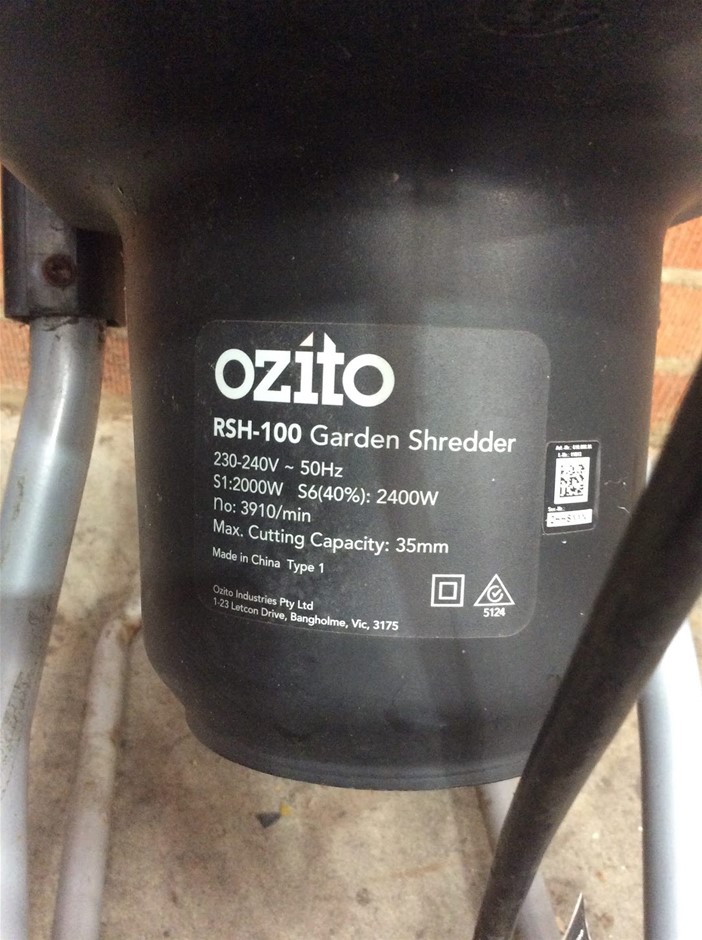 ozito
RSH-100 Garden Shredder
230-240V ~ 50Hz
S1:2000W S6(40%): 2400W
no: 3910/min
Max. Cutting Capacity: 35mm
Made in China Type 1
Ozito Industries Pty Ltd
1-23 Letcon Drive, Bangholme, Vic, 3175
5124